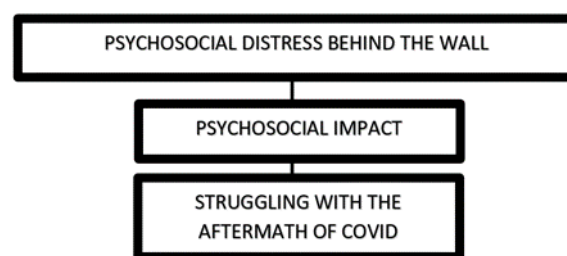 PSYCHOSOCIAL DISTRESS BEHIND THE WALL
PSYCHOSOCIAL IMPACT
STRUGGLING WITH THE
AFTERMATH OF COVID